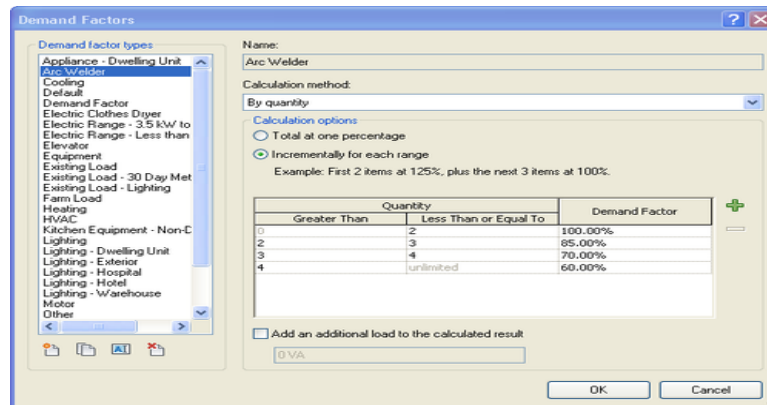 Demand Factors
Demand factor types
Appliance - Dwelling Unit
Arc Welder
Cooling
Default
Demand Factor
Electric Clothes Dryer
Electric Range - 3.5 kW to
Electric Range - Less than
Elevator
Equipment
Existing Load
Existing Load - 30 Day Met
Existing Load - Lighting
Farm Load
Heating
HVAC
Kitchen Equipment - Non-D
Lighting
Lighting - Dwelling Unit
Lighting - Exterior
Lighting - Hospital
Lighting - Hotel
Lighting - Warehouse
Motor
Other
Name:
Arc Welder
Calculation method:
By quantity
Calculation options
Total at one percentage
Incrementally for each range
Example: First 2 items at 125%, plus the next 3 items at 100%.
Quantity
Greater Than Less Than or Equal To Demand Factor
0 2 100.00%
2 3 85.00%
3 4 70.00%
4 unlimited 60.00%
Add an additional load to the calculated result
0 VA
OK Cancel